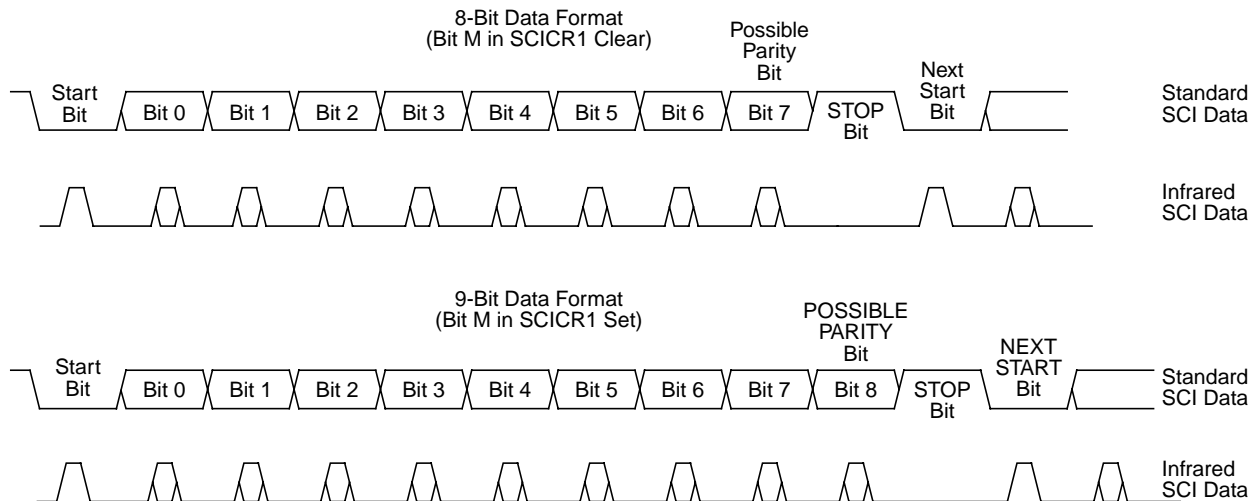 8-Bit Data Format
(Bit M in SCICR1 Clear)
Possible
Parity
Bit
Start
Bit
Bit 0
Bit 1
Bit 2
Bit 3
Bit 4
Bit 5
Bit 6
Bit 7
STOP
Bit
Next
Start
Bit
Standard
SCI Data
Infrared
SCI Data
9-Bit Data Format
(Bit M in SCICR1 Set)
POSSIBLE
PARITY
Bit
Start
Bit
Bit 0
Bit 1
Bit 2
Bit 3
Bit 4
Bit 5
Bit 6
Bit 7
Bit 8
STOP
Bit
NEXT
START
Bit
Standard
SCI Data
Infrared
SCI Data